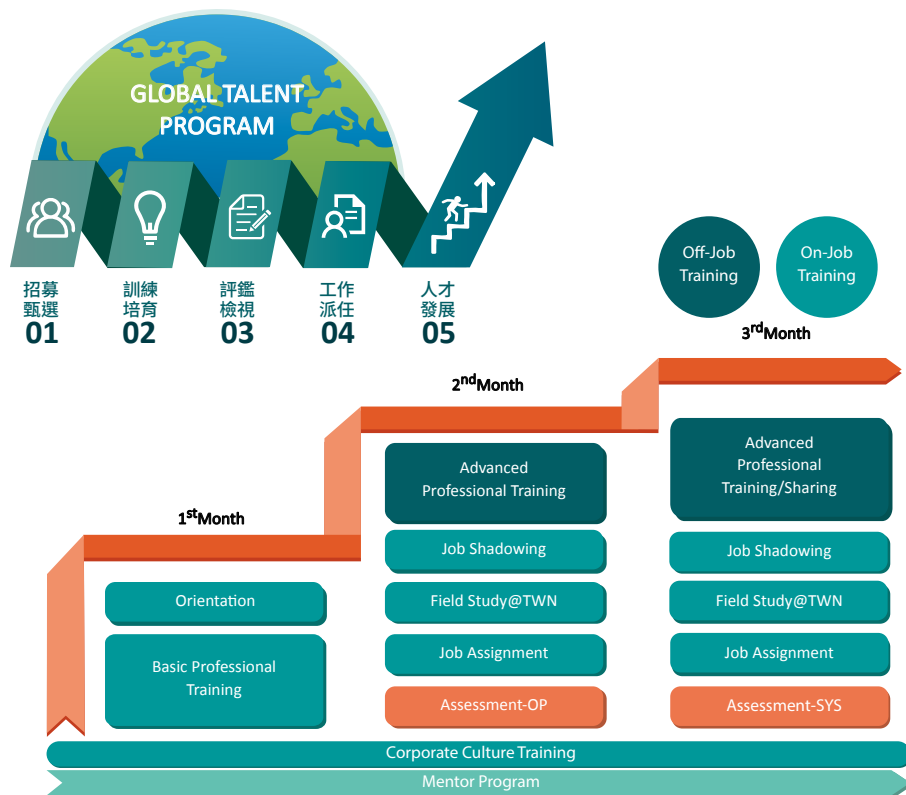 GLOBAL TALENT
PROGRAM
招募
甄選
01
訓練
培育
02
評鑑
檢視
03
工作
派任
04
人才
發展
05
Off-Job
Training
On-Job
Training
1stMonth
Orientation
Basic Professional
Training
2ndMonth
Advanced
Professional Training
Job Shadowing
Field Study@TWN
Job Assignment
Assessment-OP
3rdMonth
Advanced
Professional
Training/Sharing
Job Shadowing
Field Study@TWN
Job Assignment
Assessment-SYS
Corporate Culture Training
Mentor Program